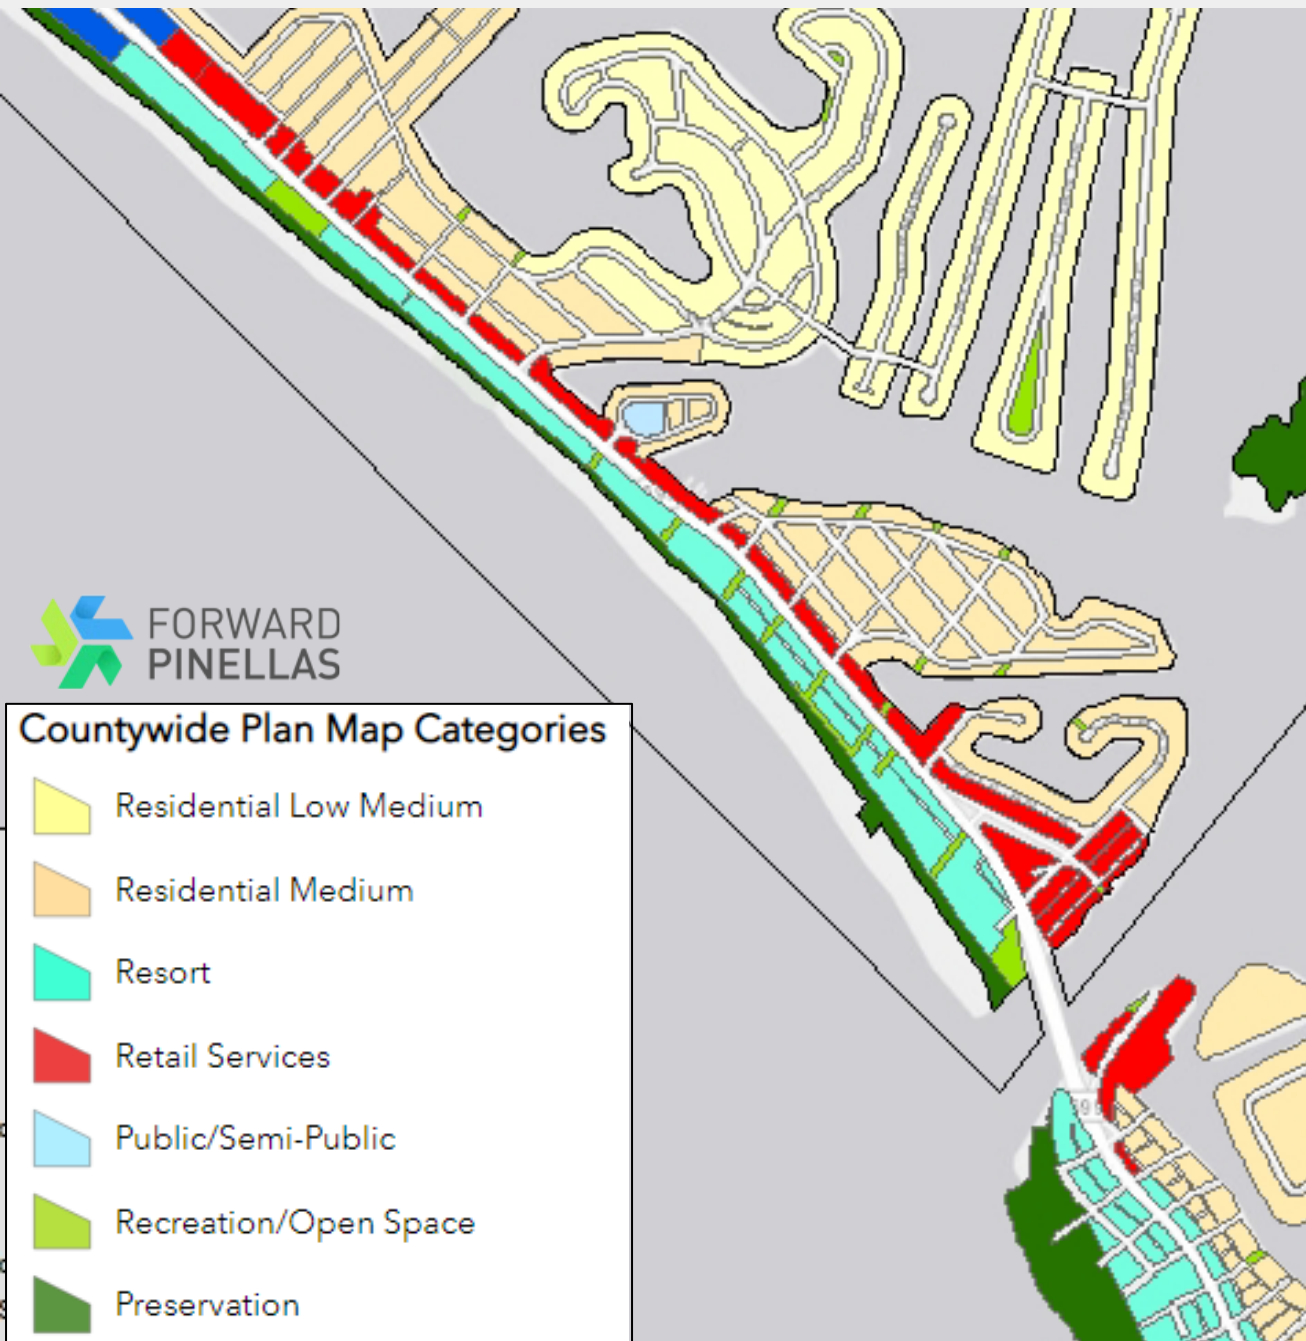 FORWARD
PINELLAS
Countywide Plan Map Categories
Residential Low Medium
Residential Medium
Resort
Retail Services
Public/Semi-Public
Recreation/Open Space
Preservation